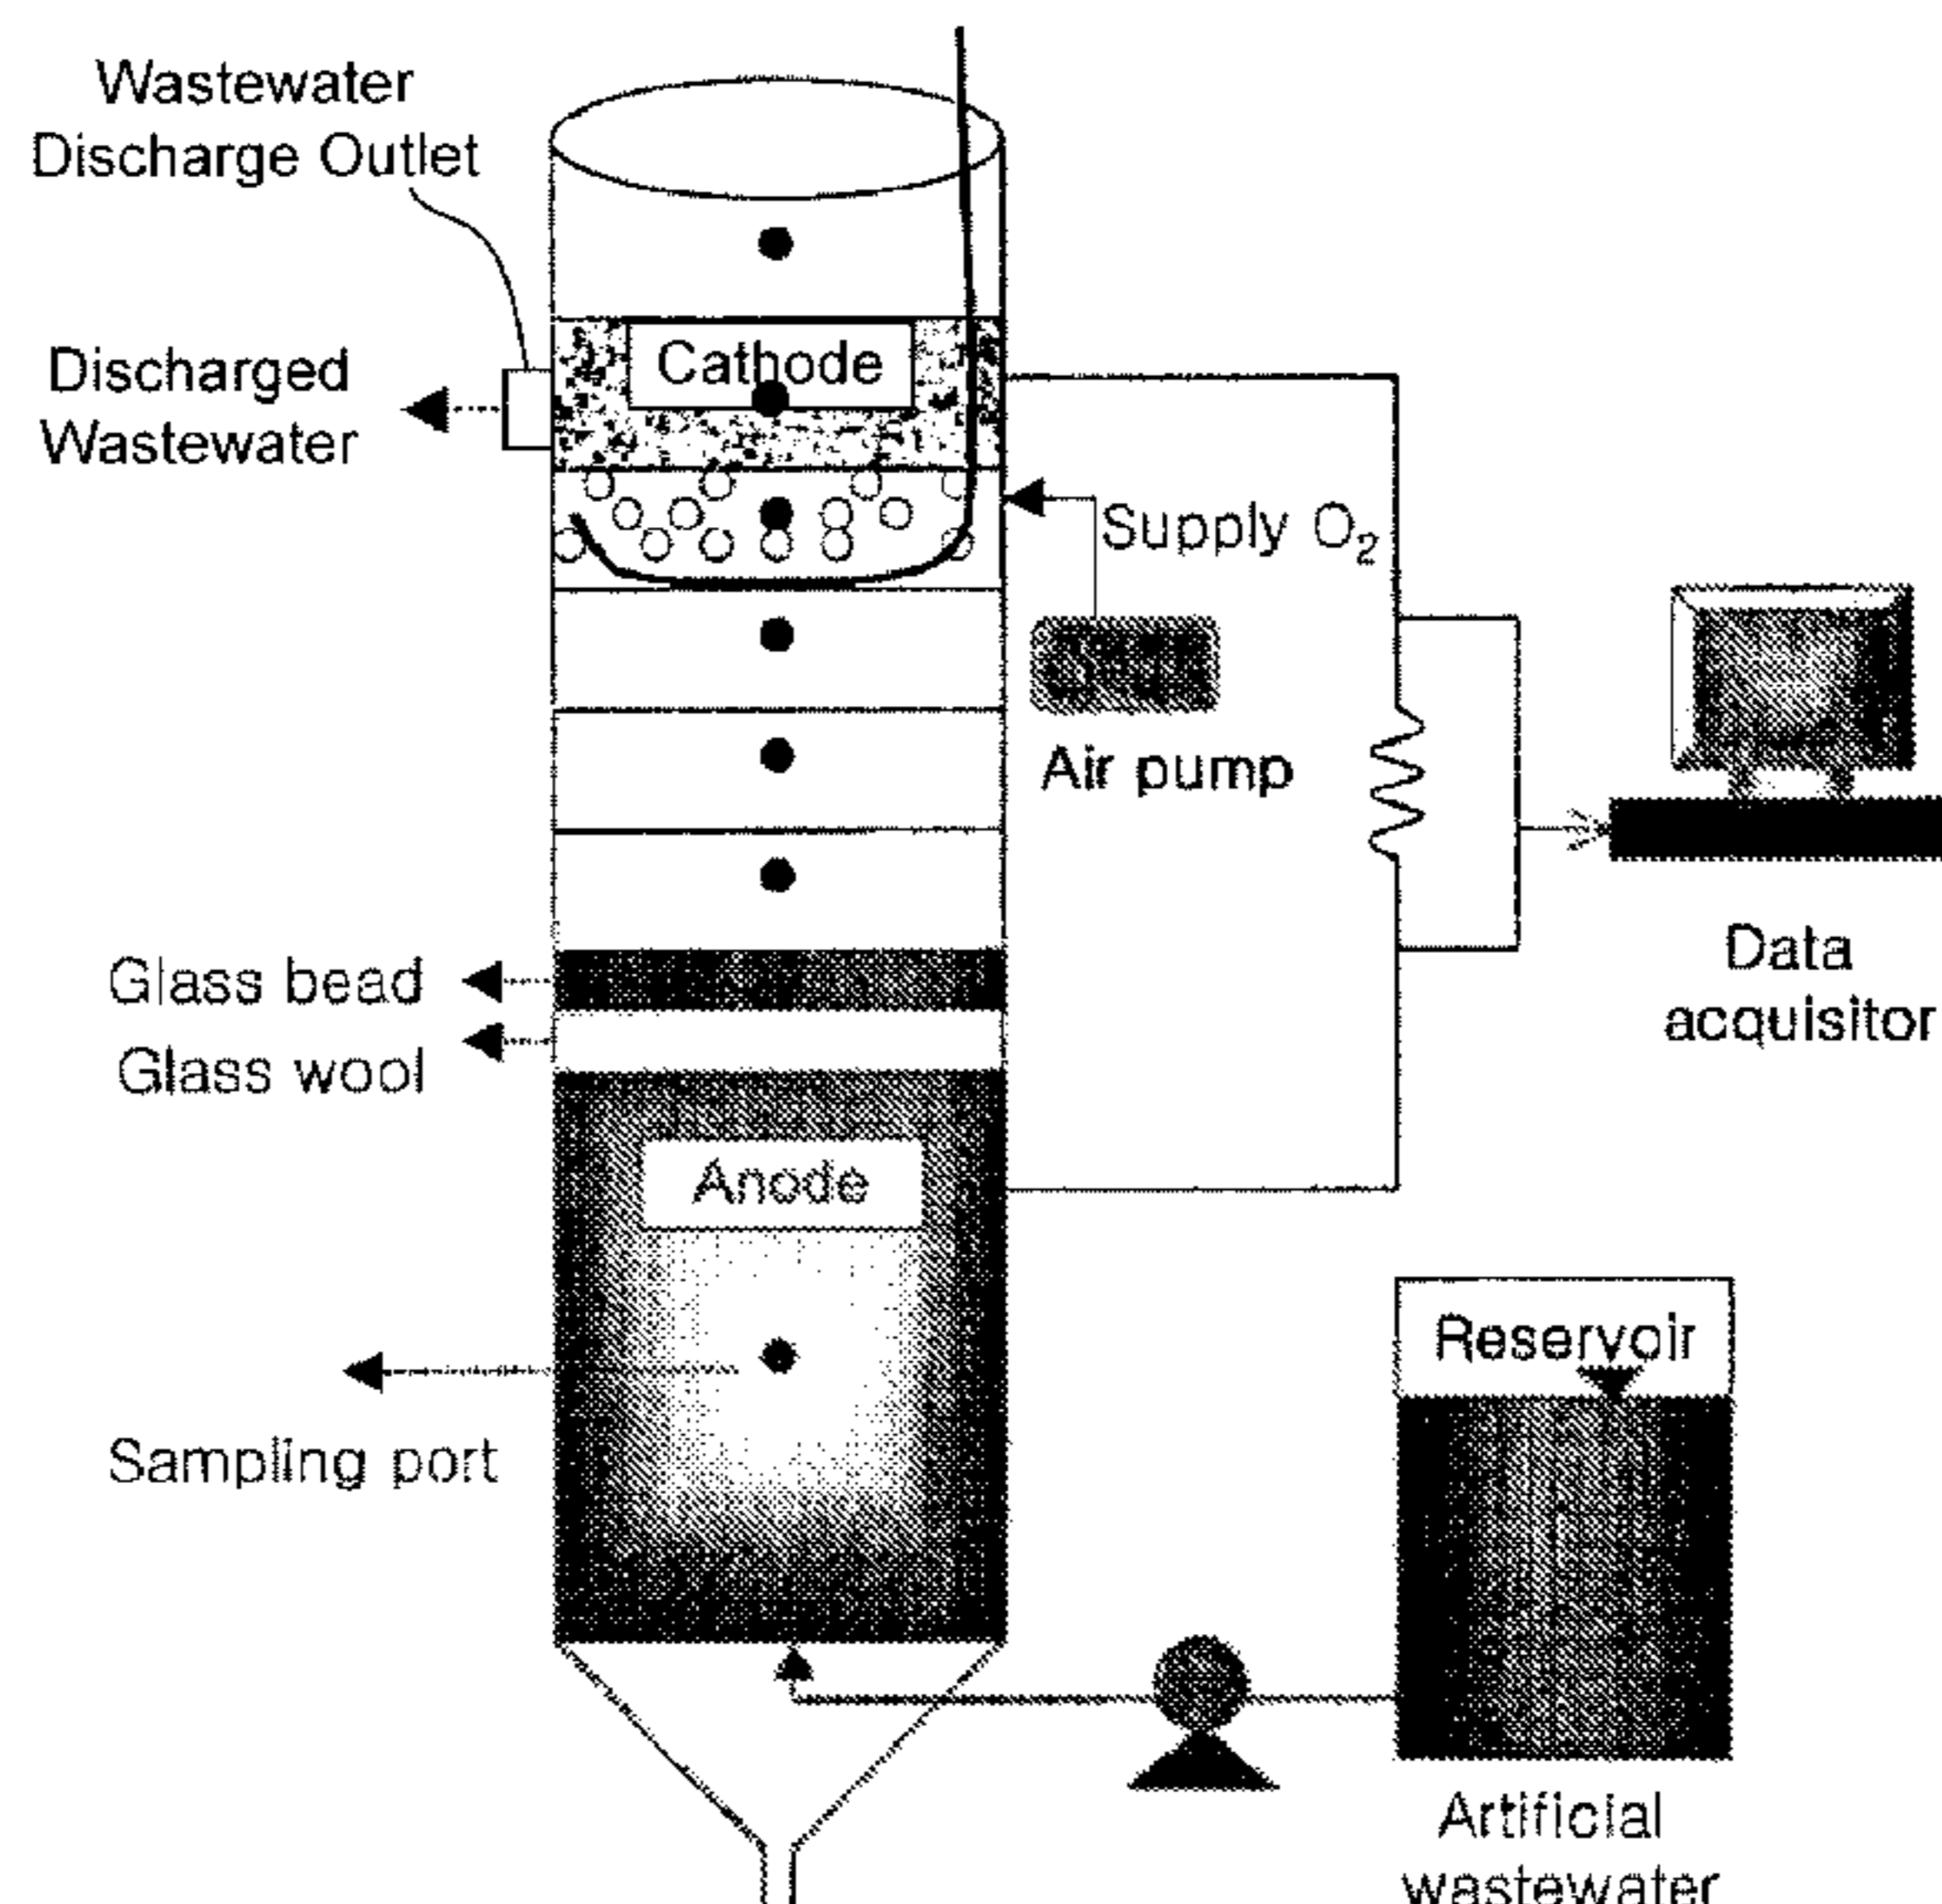 Wastewater
Discharge Outlet
Discharged
Wastewater
Cathode
Supply O₂
Air pump
Data
acquisitor
Glass bead
Glass wool
Anode
Sampling port
Reservoir
Artificial
wastewater